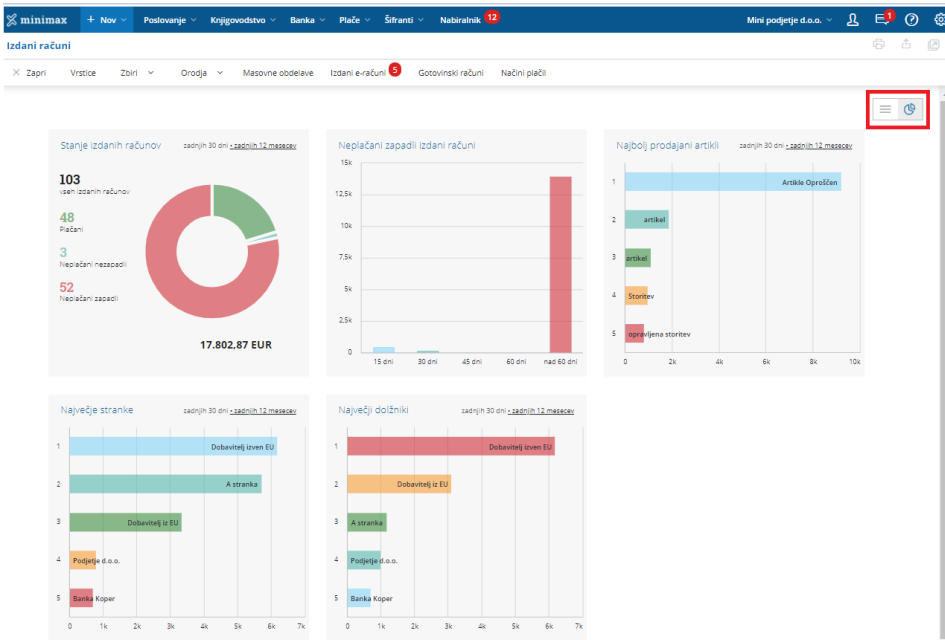 minimax + Nov Poslovanje Knjigovodstvo Banka Plače Šifranti Nabiralnik 12 Mini podjetje d.o.o. 1
Izdani računi
Zapri Vrstice Zbiri Orodja Masovne obdelave Izdani e-računi 5 Gotovinski računi Načini plačil
Stanje izdanih računov zadnjih 30 dni • zadnjih 12 mesecev
103
vseh izdanih računov
48
Plačani
3
Neplačani nezapadli
52
Neplačani zapadli
17.802,87 EUR
Neplačani zapadli izdani računi
15k
12,5k
10k
7.5k
5k
2.5k
0
15 dni 30 dni 45 dni 60 dni nad 60 dni
Najbolj prodajani artikli zadnjih 30 dni • zadnjih 12 mesecev
1 Artikle Oproščen
2 artikel
3 artikel
4 Storitev
5 opravljena storitev
0 2k 4k 6k 8k 10k
Največje stranke zadnjih 30 dni • zadnjih 12 mesecev
1 Dobavitelj izven EU
2 A stranka
3 Dobavitelj iz EU
4 Podjetje d.o.o.
5 Banka Koper
0 1k 2k 3k 4k 5k 6k 7k
Največji dolžniki zadnjih 30 dni • zadnjih 12 mesecev
1 Dobavitelj izven EU
2 Dobavitelj iz EU
3 A stranka
4 Podjetje d.o.o.
5 Banka Koper
0 1k 2k 3k 4k 5k 6k 7k